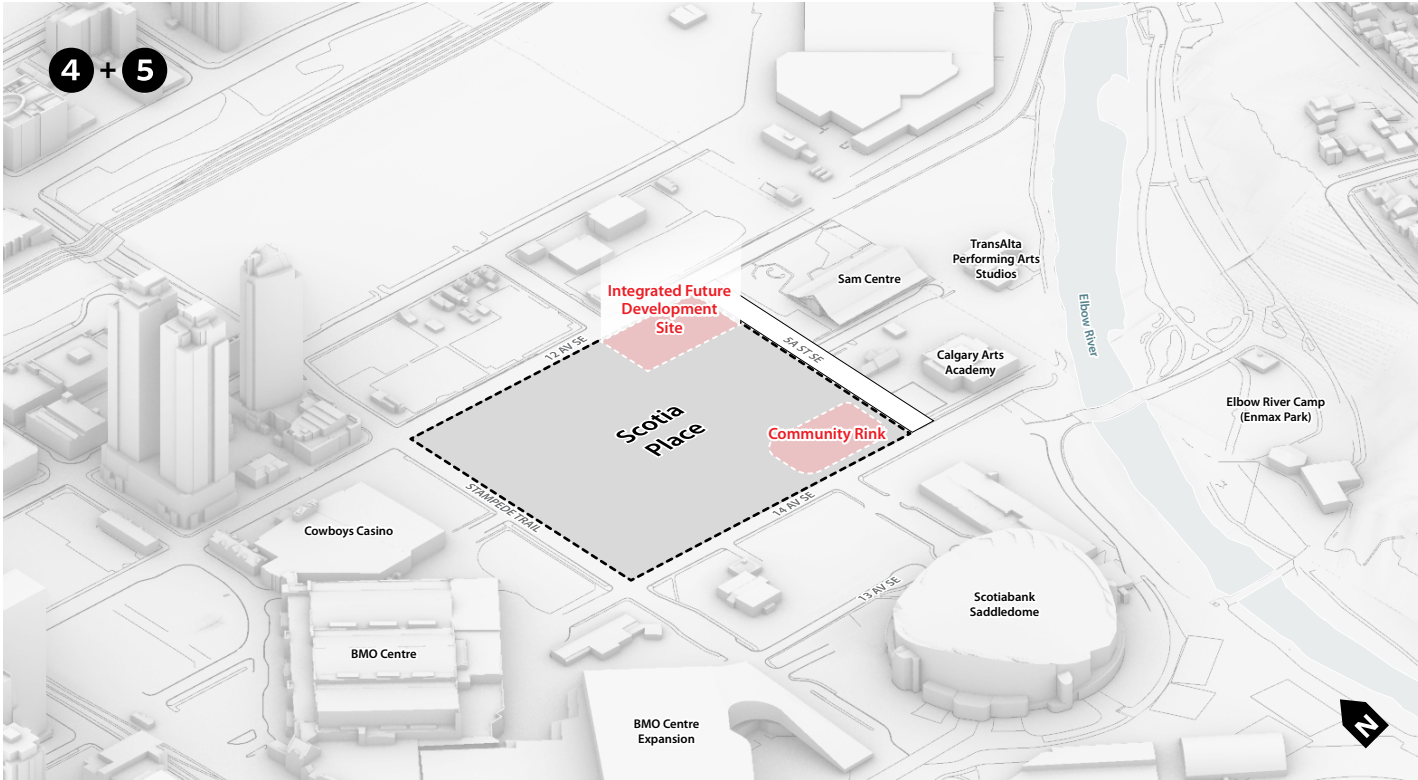 4 + 5
TransAlta
Performing Arts
Studios
Sam Centre
Integrated Future
Development
Site
Elbow River
12 AV SE
5A ST SE
Calgary Arts
Academy
Elbow River Camp
(Enmax Park)
Scotia
Place
Community Rink
STAMPEDE TRAIL
14 AV SE
Cowboys Casino
13 AV SE
Scotiabank
Saddledome
BMO Centre
BMO Centre
Expansion
N